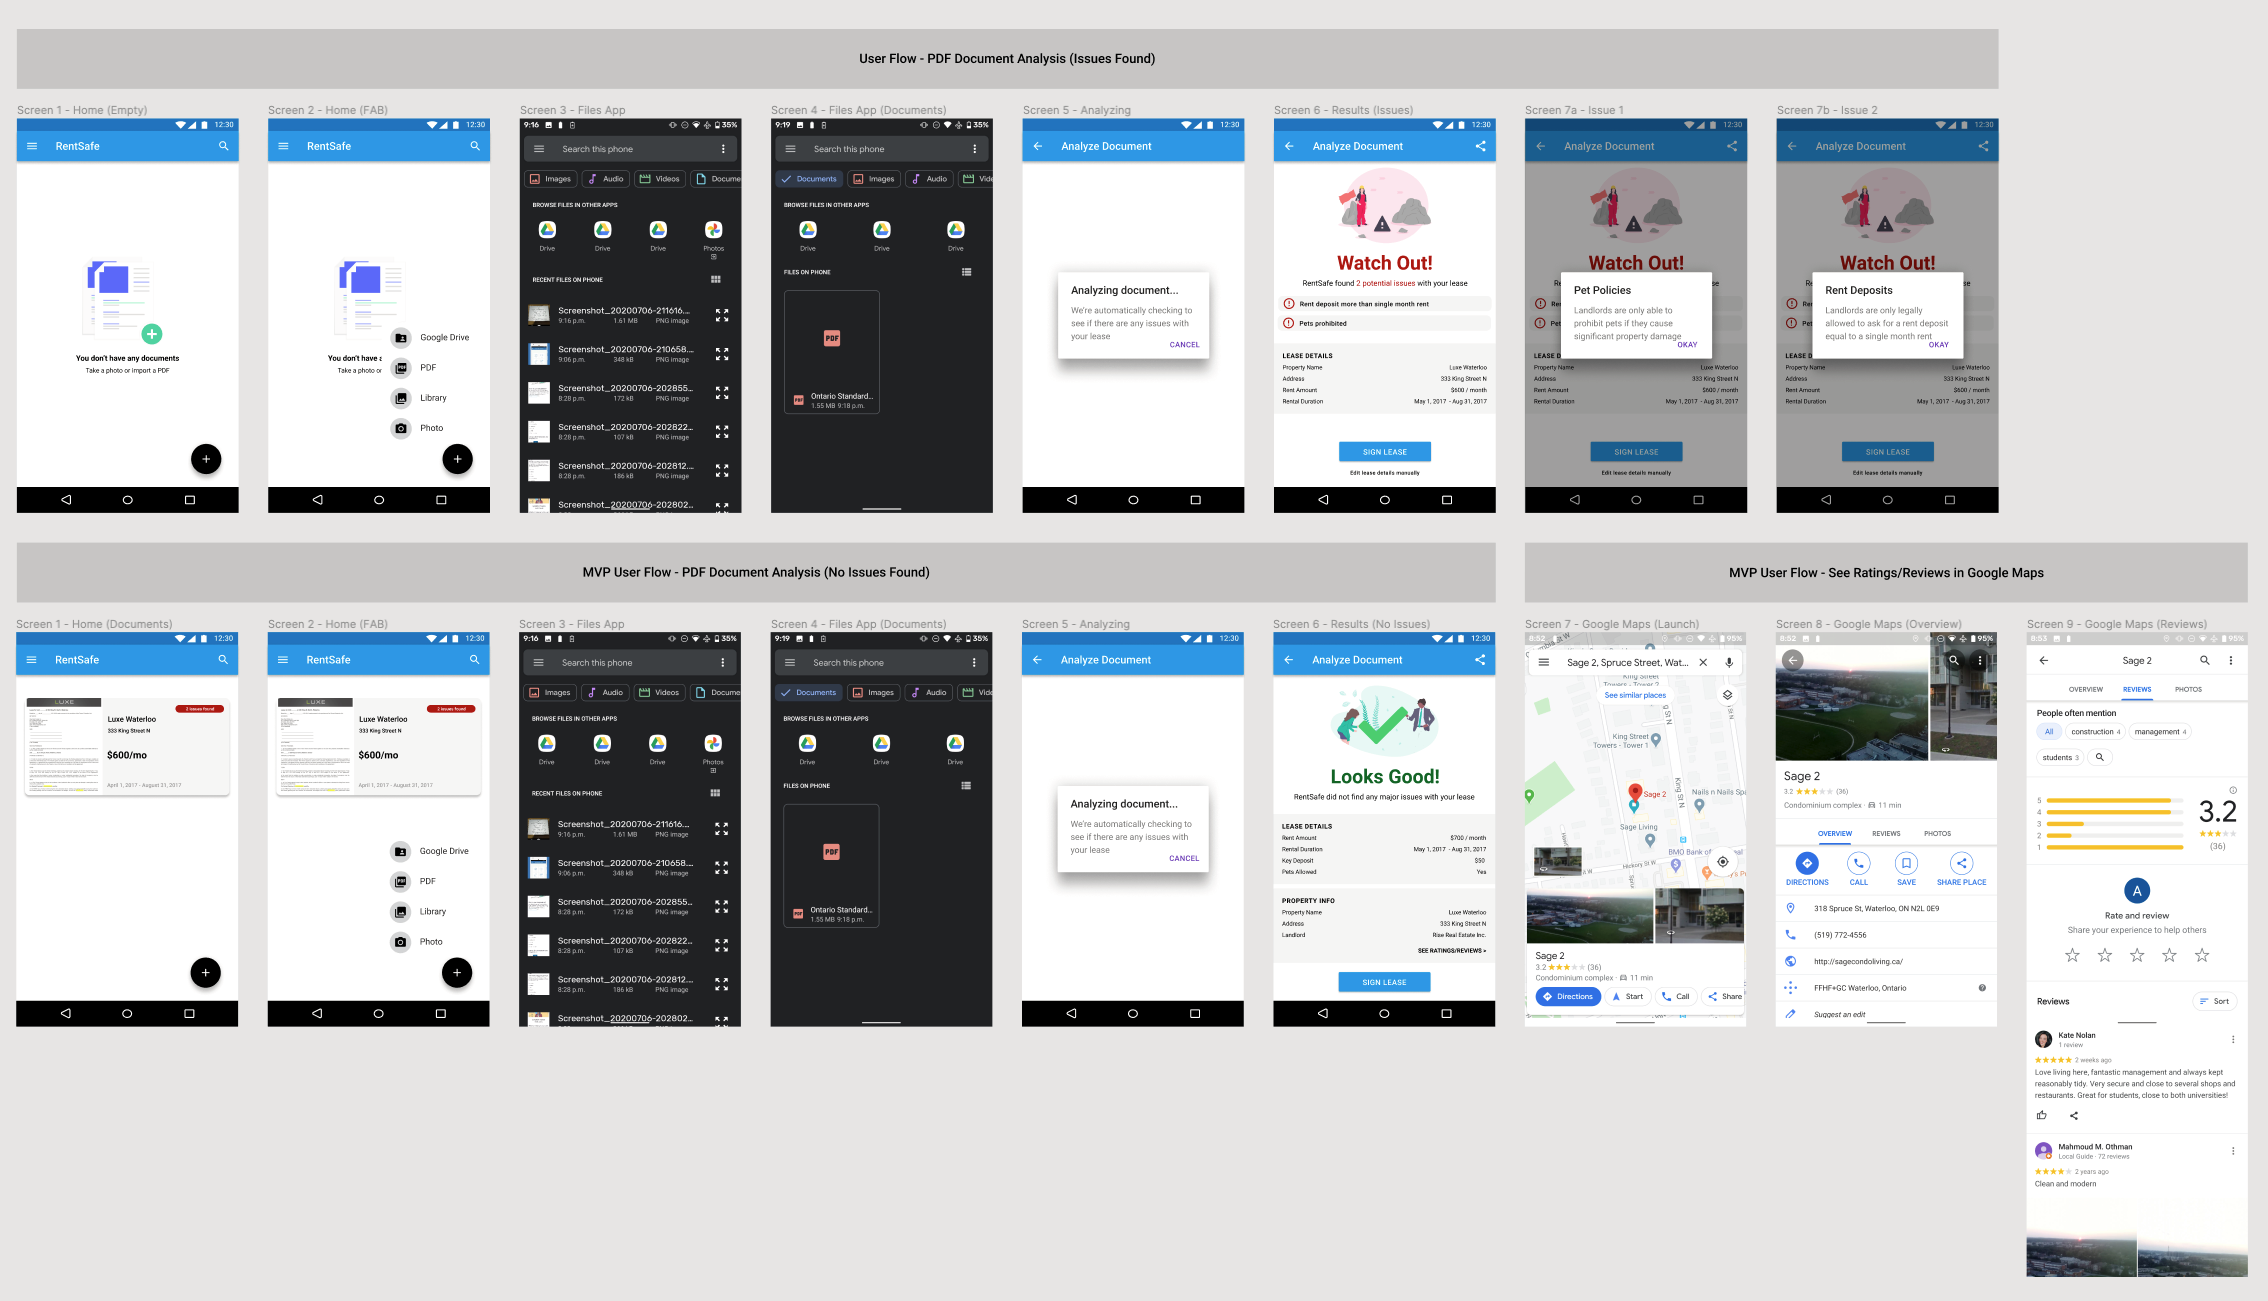 User Flow - PDF Document Analysis (Issues Found)
Screen 1 - Home (Empty)
12:30
RentSafe
You don't have any documents
Take a photo or import a PDF
Screen 2 - Home (FAB)
12:30
RentSafe
You don't have a
Take a photo or
Google Drive
PDF
Library
Photo
Screen 3 - Files App
9:16
35%
Search this phone
Images
Audio
Videos
Docume
BROWSE FILES IN OTHER APPS
Drive
Drive
Drive
Photos
RECENT FILES ON PHONE
Screenshot_20200706-211616....
9:16 p.m. 1.61 MB PNG image
Screenshot_20200706-210658....
9:06 p.m. 348 kB PNG image
Screenshot_20200706-202855...
8:28 p.m. 172 kB PNG image
Screenshot_20200706-202822...
8:28 p.m. 107 kB PNG image
Screenshot_20200706-202812...
8:28 p.m. 186 kB PNG image
Screenshot_20200706-202802...
Screen 4 - Files App (Documents)
9:19
35%
Search this phone
Documents
Images
Audio
Vide
BROWSE FILES IN OTHER APPS
Drive
Drive
Drive
FILES ON PHONE
PDF
PDF
Ontario Standard...
1.55 MB 9:18 p.m.
Screen 5 - Analyzing
12:30
Analyze Document
Analyzing document...
We're automatically checking to
see if there are any issues with
your lease
CANCEL
Screen 6 - Results (Issues)
12:30
Analyze Document
Watch Out!
RentSafe found 2 potential issues with your lease
Rent deposit more than single month rent
Pets prohibited
LEASE DETAILS
Property Name Luxe Waterloo
Address 333 King Street N
Rent Amount $600 / month
Rental Duration May 1, 2017 - Aug 31, 2017
SIGN LEASE
Edit lease details manually
Screen 7a - Issue 1
12:30
Analyze Document
Watch Out!
Pet Policies
Landlords are only able to
prohibit pets if they cause
significant property damage
OKAY
LEASE D
Property Name Luxe Waterloo
Address 333 King Street N
Rent Amount $600 / month
Rental Duration May 1, 2017 - Aug 31, 2017
SIGN LEASE
Edit lease details manually
Screen 7b - Issue 2
12:30
Analyze Document
Watch Out!
Rent Deposits
Landlords are only legally
allowed to ask for a rent deposit
equal to a single month rent
OKAY
LEASE D
Property Name Luxe Waterloo
Address 333 King Street N
Rent Amount $600 / month
Rental Duration May 1, 2017 - Aug 31, 2017
SIGN LEASE
Edit lease details manually
MVP User Flow - PDF Document Analysis (No Issues Found)
Screen 1 - Home (Documents)
12:30
RentSafe
LUXE
2 issues found
Luxe Waterloo
333 King Street N
$600/mo
April 1, 2017 - August 31, 2017
Screen 2 - Home (FAB)
12:30
RentSafe
LUXE
2 issues found
Luxe Waterloo
333 King Street N
$600/mo
April 1, 2017 - August 31, 2017
Google Drive
PDF
Library
Photo
Screen 3 - Files App
9:16
35%
Search this phone
Images
Audio
Videos
Docume
BROWSE FILES IN OTHER APPS
Drive
Drive
Drive
Photos
RECENT FILES ON PHONE
Screenshot_20200706-211616....
9:16 p.m. 1.61 MB PNG image
Screenshot_20200706-210658....
9:06 p.m. 348 kB PNG image
Screenshot_20200706-202855...
8:28 p.m. 172 kB PNG image
Screenshot_20200706-202822...
8:28 p.m. 107 kB PNG image
Screenshot_20200706-202812...
8:28 p.m. 186 kB PNG image
Screenshot_20200706-202802...
Screen 4 - Files App (Documents)
9:19
35%
Search this phone
Documents
Images
Audio
Vide
BROWSE FILES IN OTHER APPS
Drive
Drive
Drive
FILES ON PHONE
PDF
PDF
Ontario Standard...
1.55 MB 9:18 p.m.
Screen 5 - Analyzing
12:30
Analyze Document
Analyzing document...
We're automatically checking to
see if there are any issues with
your lease
CANCEL
Screen 6 - Results (No Issues)
12:30
Analyze Document
Looks Good!
RentSafe did not find any major issues with your lease
LEASE DETAILS
Rent Amount $700 / month
Rental Duration May 1, 2017 - Aug 31, 2017
Key Deposit $50
Pets Allowed Yes
PROPERTY INFO
Property Name Luxe Waterloo
Address 333 King Street N
Landlord Rise Real Estate Inc.
SEE RATINGS/REVIEWS >
SIGN LEASE
MVP User Flow - See Ratings/Reviews in Google Maps
Screen 7 - Google Maps (Launch)
8:52
95%
Sage 2, Spruce Street, Wat...
King Street
Towers - Tower 2
See similar places
King Street
Towers - Tower 1
King St N
Sage 2
Nails n Nails Spa
Sage Living
BMO Bank of
Hickory St W
Sage 2
3.2 (36)
Condominium complex · 11 min
Directions
Start
Call
Share
Screen 8 - Google Maps (Overview)
8:52
95%
Sage 2
3.2 (36)
Condominium complex · 11 min
OVERVIEW
REVIEWS
PHOTOS
DIRECTIONS
CALL
SAVE
SHARE PLACE
318 Spruce St, Waterloo, ON N2L 0E9
(519) 772-4556
http://sagecondoliving.ca/
FFHF+GC Waterloo, Ontario
Suggest an edit
Screen 9 - Google Maps (Reviews)
8:53
95%
Sage 2
OVERVIEW
REVIEWS
PHOTOS
People often mention
All
construction 4
management 4
students 3
5
4
3
2
1
3.2
(36)
A
Rate and review
Share your experience to help others
Reviews
Sort
Kate Nolan
1 review
2 weeks ago
Love living here, fantastic management and always kept
reasonably tidy. Very secure and close to several shops and
restaurants. Great for students, close to both universities!
Mahmoud M. Othman
Local Guide · 72 reviews
2 years ago
Clean and modern